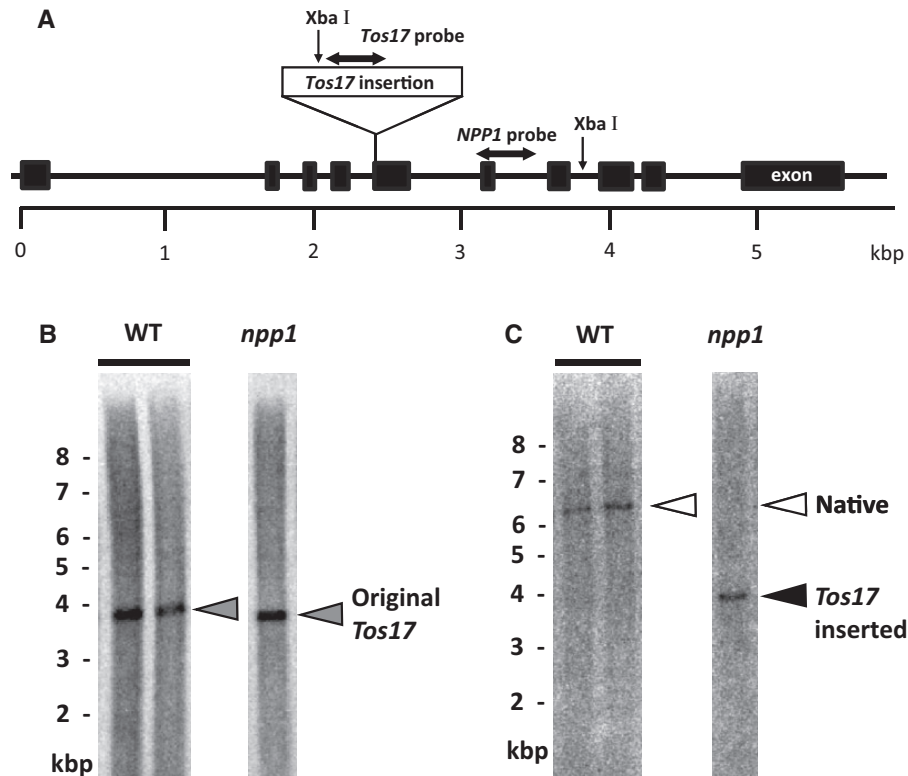 A
Xba I
Tos17 probe
Tos17 insertion
NPP1 probe
Xba I
exon
0 1 2 3 4 5 kbp
B
WT
npp1
8 -
7 -
6 -
5 -
4 -
3 -
2 -
kbp
Original
Tos17
C
WT
npp1
8 -
7 -
6 -
5 -
4 -
3 -
2 -
kbp
Native
Tos17
inserted